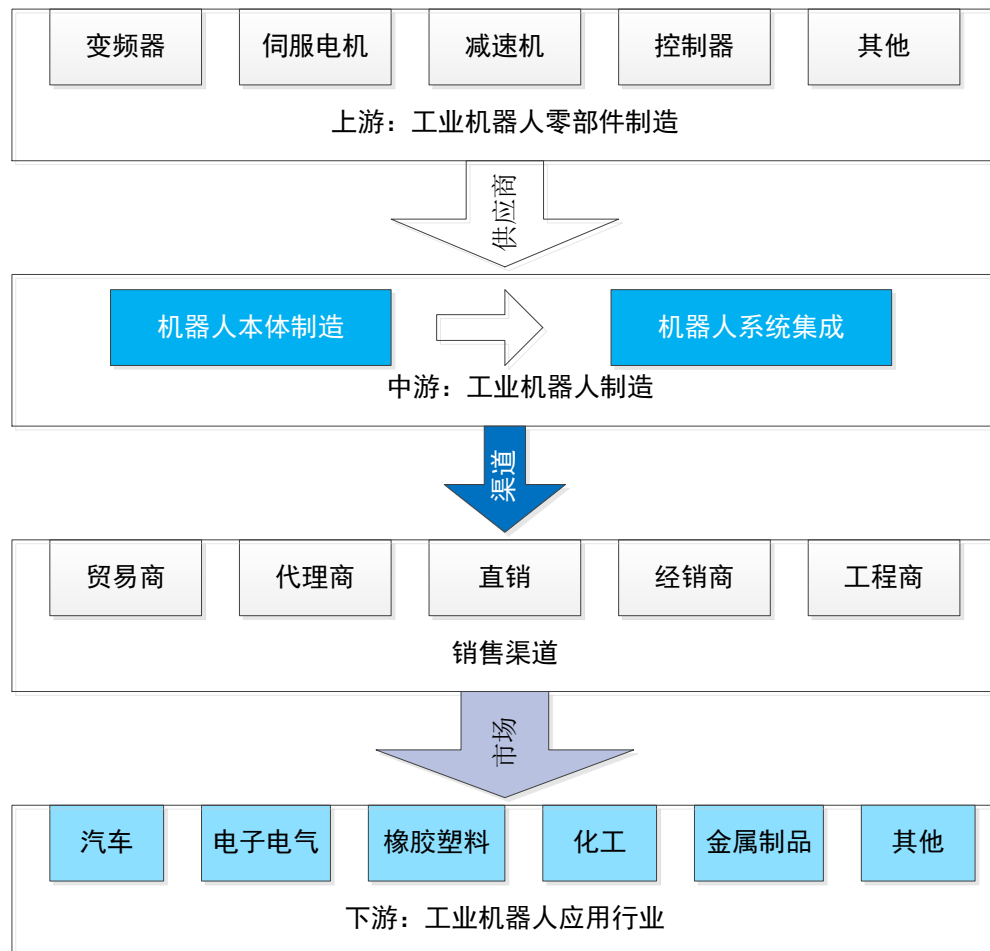 变频器
伺服电机
减速机
控制器
其他
上游：工业机器人零部件制造
供应商
机器人本体制造
机器人系统集成
中游：工业机器人制造
渠道
贸易商
代理商
直销
经销商
工程商
销售渠道
市场
汽车
电子电气
橡胶塑料
化工
金属制品
其他
下游：工业机器人应用行业